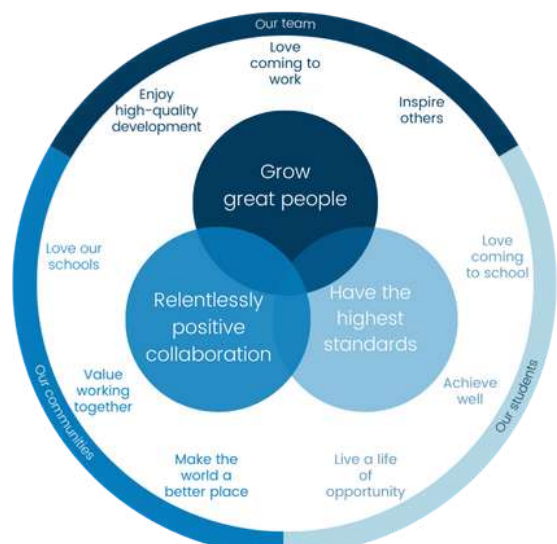 Our team
Love
coming to
work
Enjoy
high-quality
development
Inspire
others
Grow
great people
Love our
schools
Love
coming
to school
Relentlessly
positive
collaboration
Have the
highest
standards
Value
working
together
Achieve
well
Our communities
Our students
Make the
world a
better place
Live a life
of
opportunity